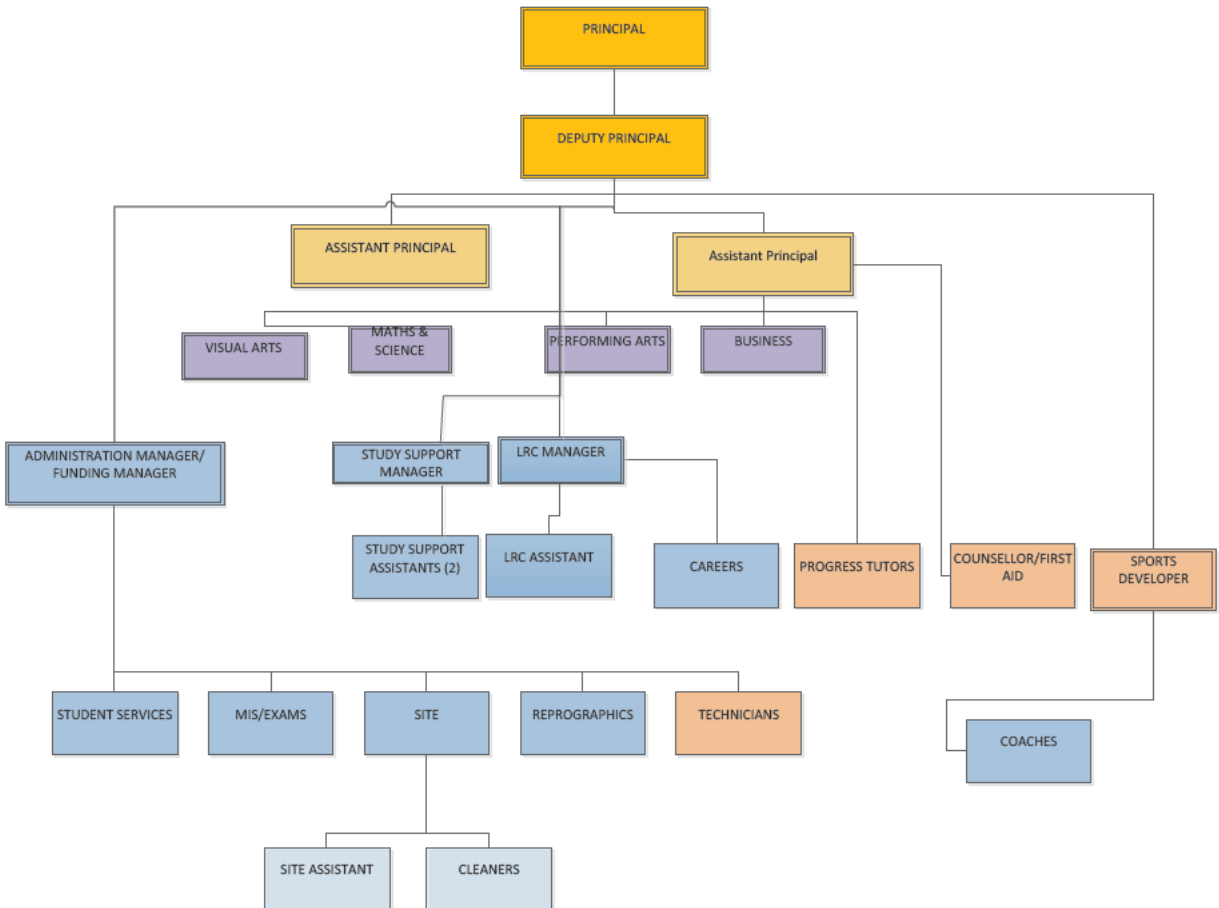 PRINCIPAL
DEPUTY PRINCIPAL
ASSISTANT PRINCIPAL
Assistant Principal
VISUAL ARTS
MATHS &
SCIENCE
PERFORMING ARTS
BUSINESS
ADMINISTRATION MANAGER/
FUNDING MANAGER
STUDY SUPPORT
MANAGER
LRC MANAGER
STUDY SUPPORT
ASSISTANTS (2)
LRC ASSISTANT
CAREERS
PROGRESS TUTORS
COUNSELLOR/FIRST
AID
SPORTS
DEVELOPER
STUDENT SERVICES
MIS/EXAMS
SITE
REPROGRAPHICS
TECHNICIANS
COACHES
SITE ASSISTANT
CLEANERS